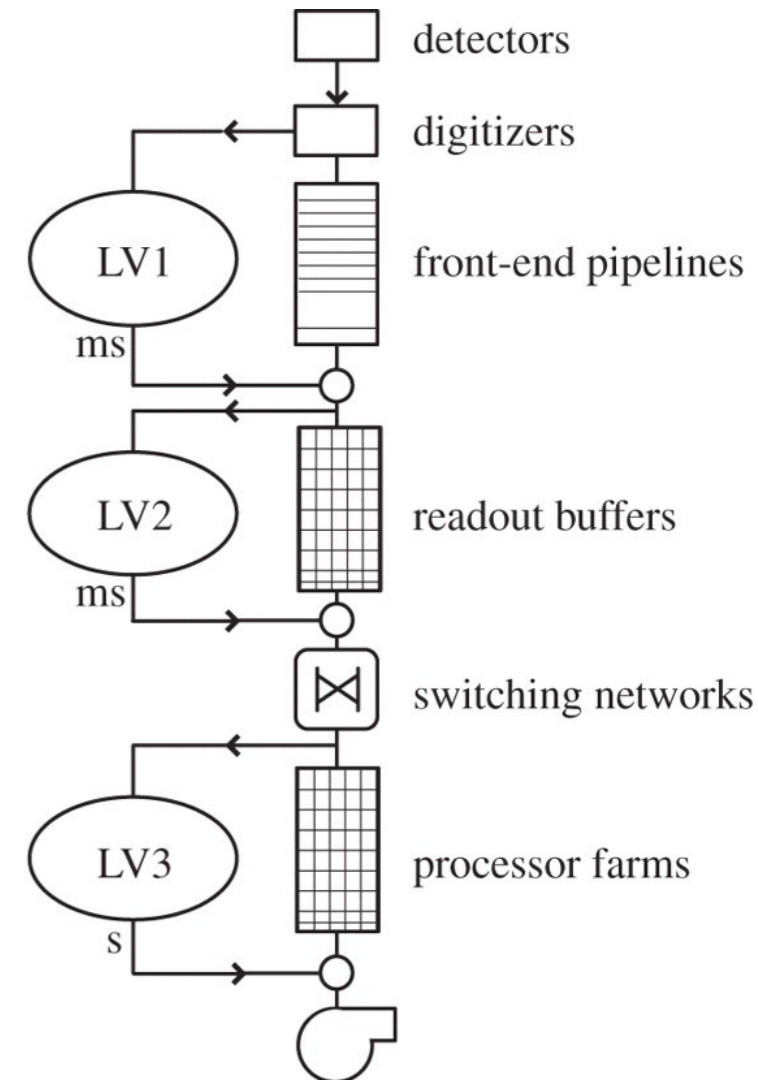 detectors
digitizers
LV1
front-end pipelines
ms
LV2
readout buffers
ms
switching networks
LV3
processor farms
s